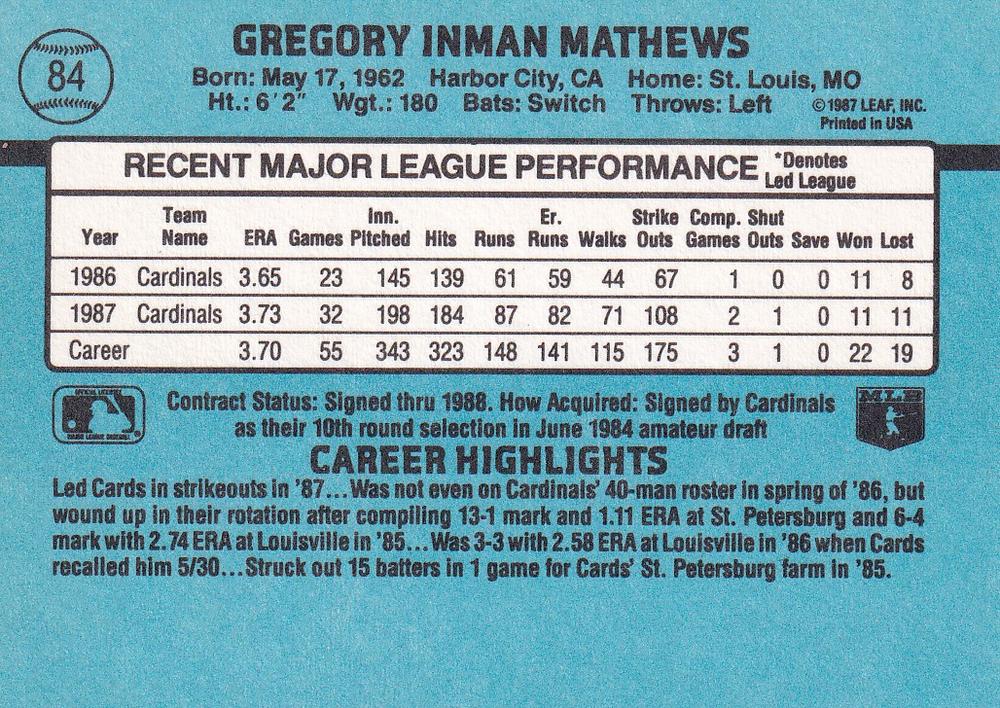 84
GREGORY INMAN MATHEWS
Born: May 17, 1962 Harbor City, CA Home: St. Louis, MO
Ht.: 6'2" Wgt.: 180 Bats: Switch Throws: Left
©1987 LEAF, INC.
Printed in USA
RECENT MAJOR LEAGUE PERFORMANCE *Denotes
Led League
Team Inn. Er. Strike Comp. Shut
Year Name ERA Games Pitched Hits Runs Runs Walks Outs Games Outs Save Won Lost
1986 Cardinals 3.65 23 145 139 61 59 44 67 1 0 0 11 8
1987 Cardinals 3.73 32 198 184 87 82 71 108 2 1 0 11 11
Career 3.70 55 343 323 148 141 115 175 3 1 0 22 19
OFFICIAL LICENSEE
MAJOR LEAGUE BASEBALL
MLB
Contract Status: Signed thru 1988. How Acquired: Signed by Cardinals
as their 10th round selection in June 1984 amateur draft
CAREER HIGHLIGHTS
Led Cards in strikeouts in '87...Was not even on Cardinals' 40-man roster in spring of '86, but
wound up in their rotation after compiling 13-1 mark and 1.11 ERA at St. Petersburg and 6-4
mark with 2.74 ERA at Louisville in '85...Was 3-3 with 2.58 ERA at Louisville in '86 when Cards
recalled him 5/30...Struck out 15 batters in 1 game for Cards' St. Petersburg farm in '85.